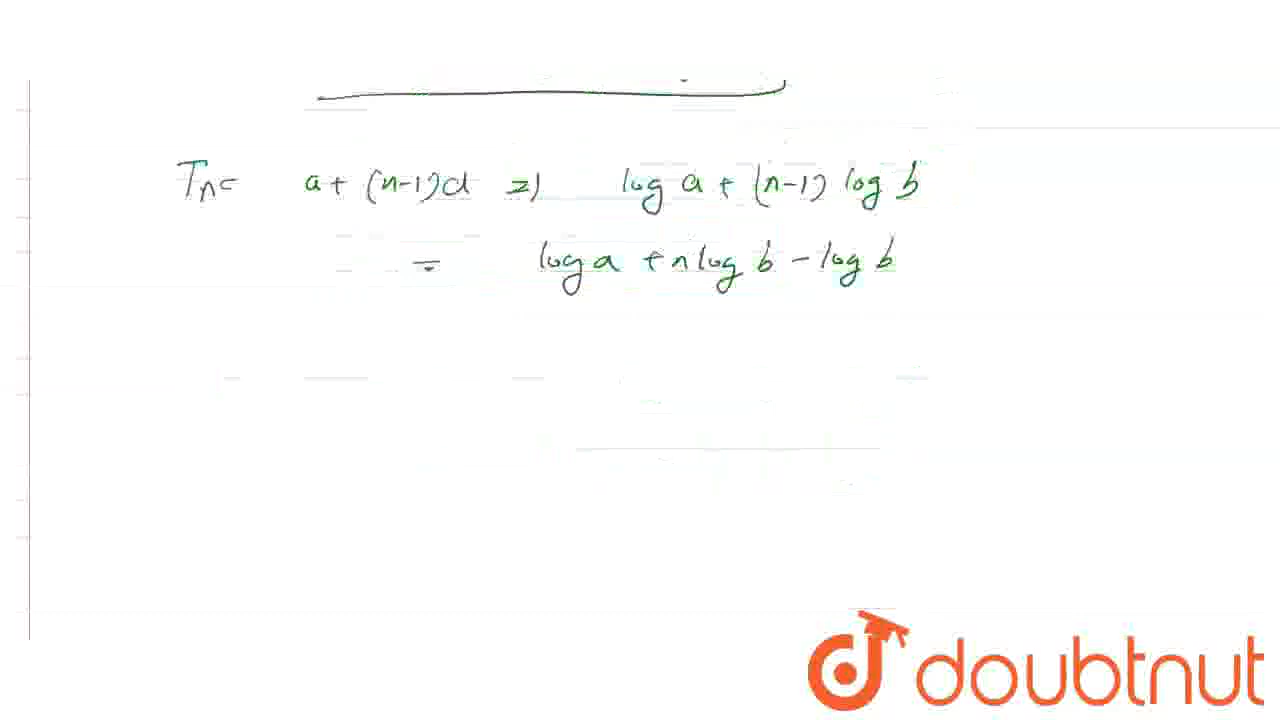 Tn= a + (n-1)d => log a + (n-1) log b
= log a + n log b - log b
doubtnut